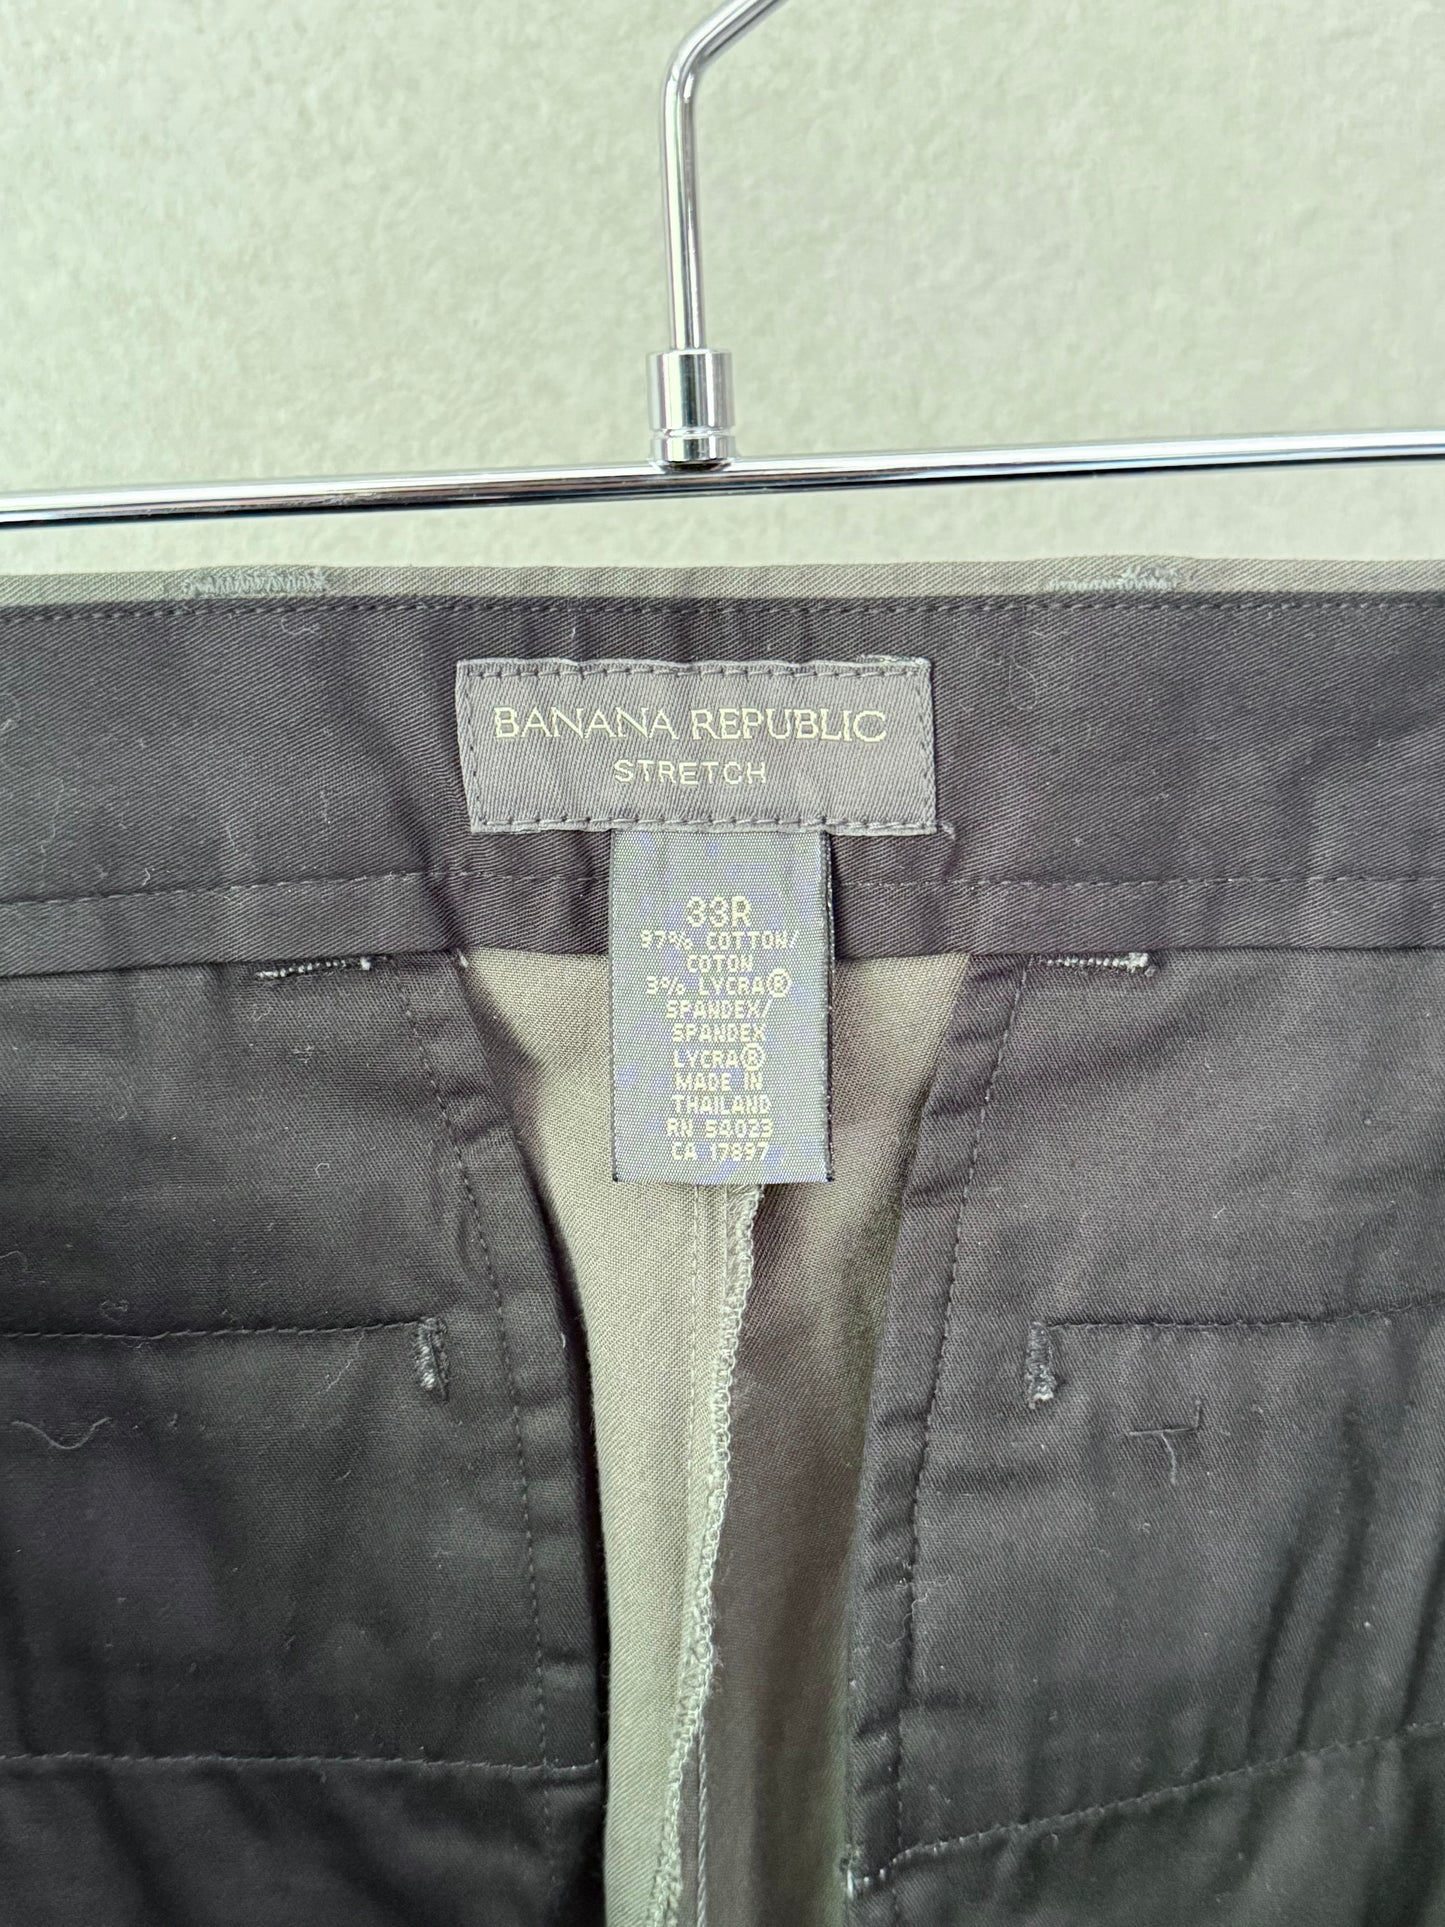 BANANA REPUBLIC
STRETCH
33R
97% COTTON/
COTON
3% LYCRA®
SPANDEX/
SPANDEX
LYCRA®
MADE IN
THAILAND
RN 54023
CA 17897